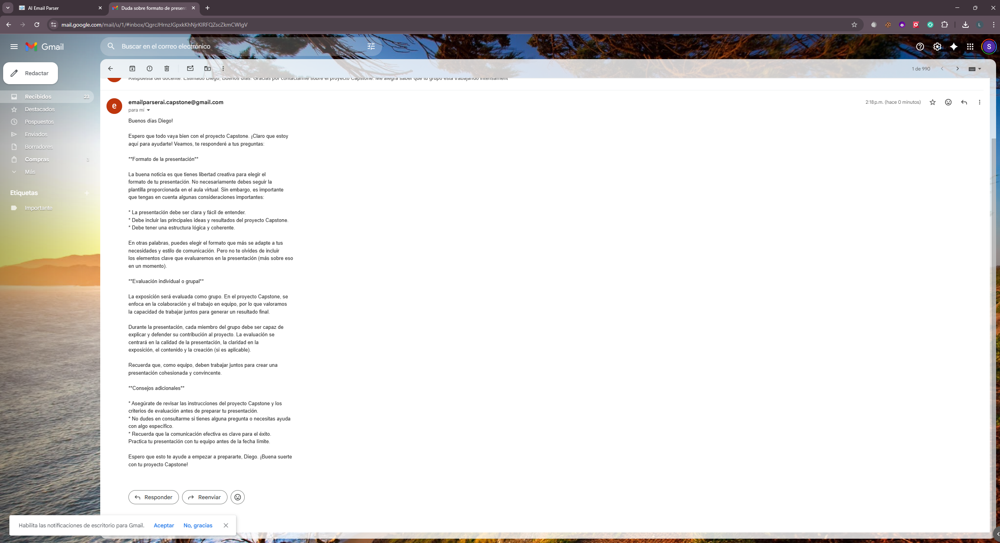 AI Email Parser
Duda sobre formato de present
mail.google.com/mail/u/1/#inbox/QgrcJHrnzJGpxkKhNjrKlRFQZscZkmCWlgV
L
Gmail
Buscar en el correo electrónico
S
Redactar
1 de 990
Respuesta del docente: Estimado Diego, Buenos días. Gracias por contactarme sobre el proyecto Capstone. Me alegra saber que tu grupo está trabajando intensament
Recibidos 23
Destacados
Pospuestos
Enviados
Borradores
Compras 3
Más
Etiquetas
Importante
e
emailparserai.capstone@gmail.com
2:18 p.m. (hace 0 minutos)
para mí
Buenos días Diego!
Espero que todo vaya bien con el proyecto Capstone. ¡Claro que estoy
aquí para ayudarte! Veamos, te responderé a tus preguntas:
**Formato de la presentación**
La buena noticia es que tienes libertad creativa para elegir el
formato de tu presentación. No necesariamente debes seguir la
plantilla proporcionada en el aula virtual. Sin embargo, es importante
que tengas en cuenta algunas consideraciones importantes:
* La presentación debe ser clara y fácil de entender.
* Debe incluir las principales ideas y resultados del proyecto Capstone.
* Debe tener una estructura lógica y coherente.
En otras palabras, puedes elegir el formato que más se adapte a tus
necesidades y estilo de comunicación. Pero no te olvides de incluir
los elementos clave que evaluaremos en la presentación (más sobre eso
en un momento).
**Evaluación individual o grupal**
La exposición será evaluada como grupo. En el proyecto Capstone, se
enfoca en la colaboración y el trabajo en equipo, por lo que valoramos
la capacidad de trabajar juntos para generar un resultado final.
Durante la presentación, cada miembro del grupo debe ser capaz de
explicar y defender su contribución al proyecto. La evaluación se
centrará en la calidad de la presentación, la claridad en la
exposición, el contenido y la creación (si es aplicable).
Recuerda que, como equipo, deben trabajar juntos para crear una
presentación cohesionada y convincente.
**Consejos adicionales**
* Asegúrate de revisar las instrucciones del proyecto Capstone y los
criterios de evaluación antes de preparar tu presentación.
* No dudes en consultarme si tienes alguna pregunta o necesitas ayuda
con algo específico.
* Recuerda que la comunicación efectiva es clave para el éxito.
Practica tu presentación con tu equipo antes de la fecha límite.
Espero que esto te ayude a empezar a prepararte, Diego. ¡Buena suerte
con tu proyecto Capstone!
Responder
Reenviar
Habilita las notificaciones de escritorio para Gmail. Aceptar No, gracias